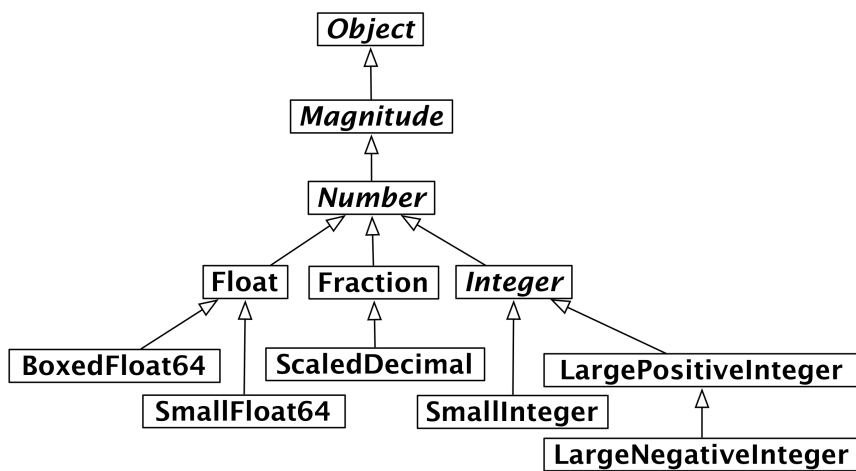 Object
Magnitude
Number
Float
Fraction
Integer
BoxedFloat64
ScaledDecimal
LargePositiveInteger
SmallFloat64
SmallInteger
LargeNegativeInteger